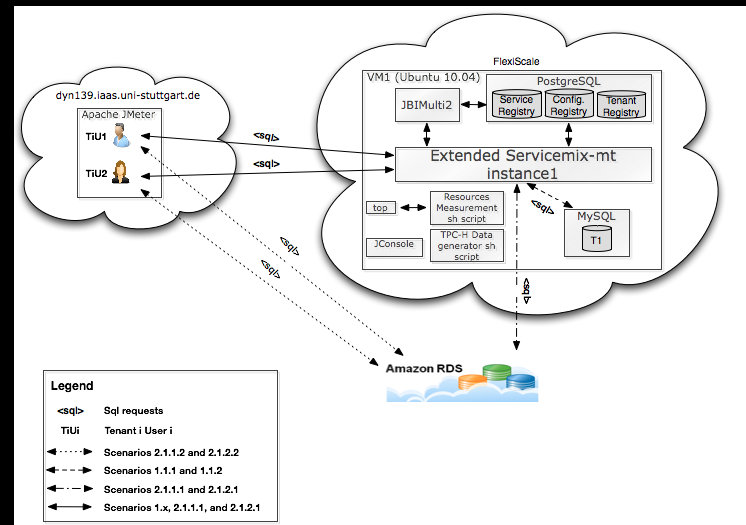 FlexiScale
VM1 (Ubuntu 10.04)
PostgreSQL
Service
Registry
Config.
Registry
Tenant
Registry
JBIMulti2
dyn139.iaas.uni-stuttgart.de
Apache JMeter
TiU1
TiU2
<sql>
<sql>
Extended Servicemix-mt
instance1
top
Resources
Measurement
sh script
JConsole
TPC-H Data
generator sh
script
<sql>
MySQL
T1
<sql>
<sql>
<sql>
Amazon RDS
Legend
<sql> Sql requests
TiUi Tenant i User i
Scenarios 2.1.1.2 and 2.1.2.2
Scenarios 1.1.1 and 1.1.2
Scenarios 2.1.1.1 and 2.1.2.1
Scenarios 1.x, 2.1.1.1, and 2.1.2.1